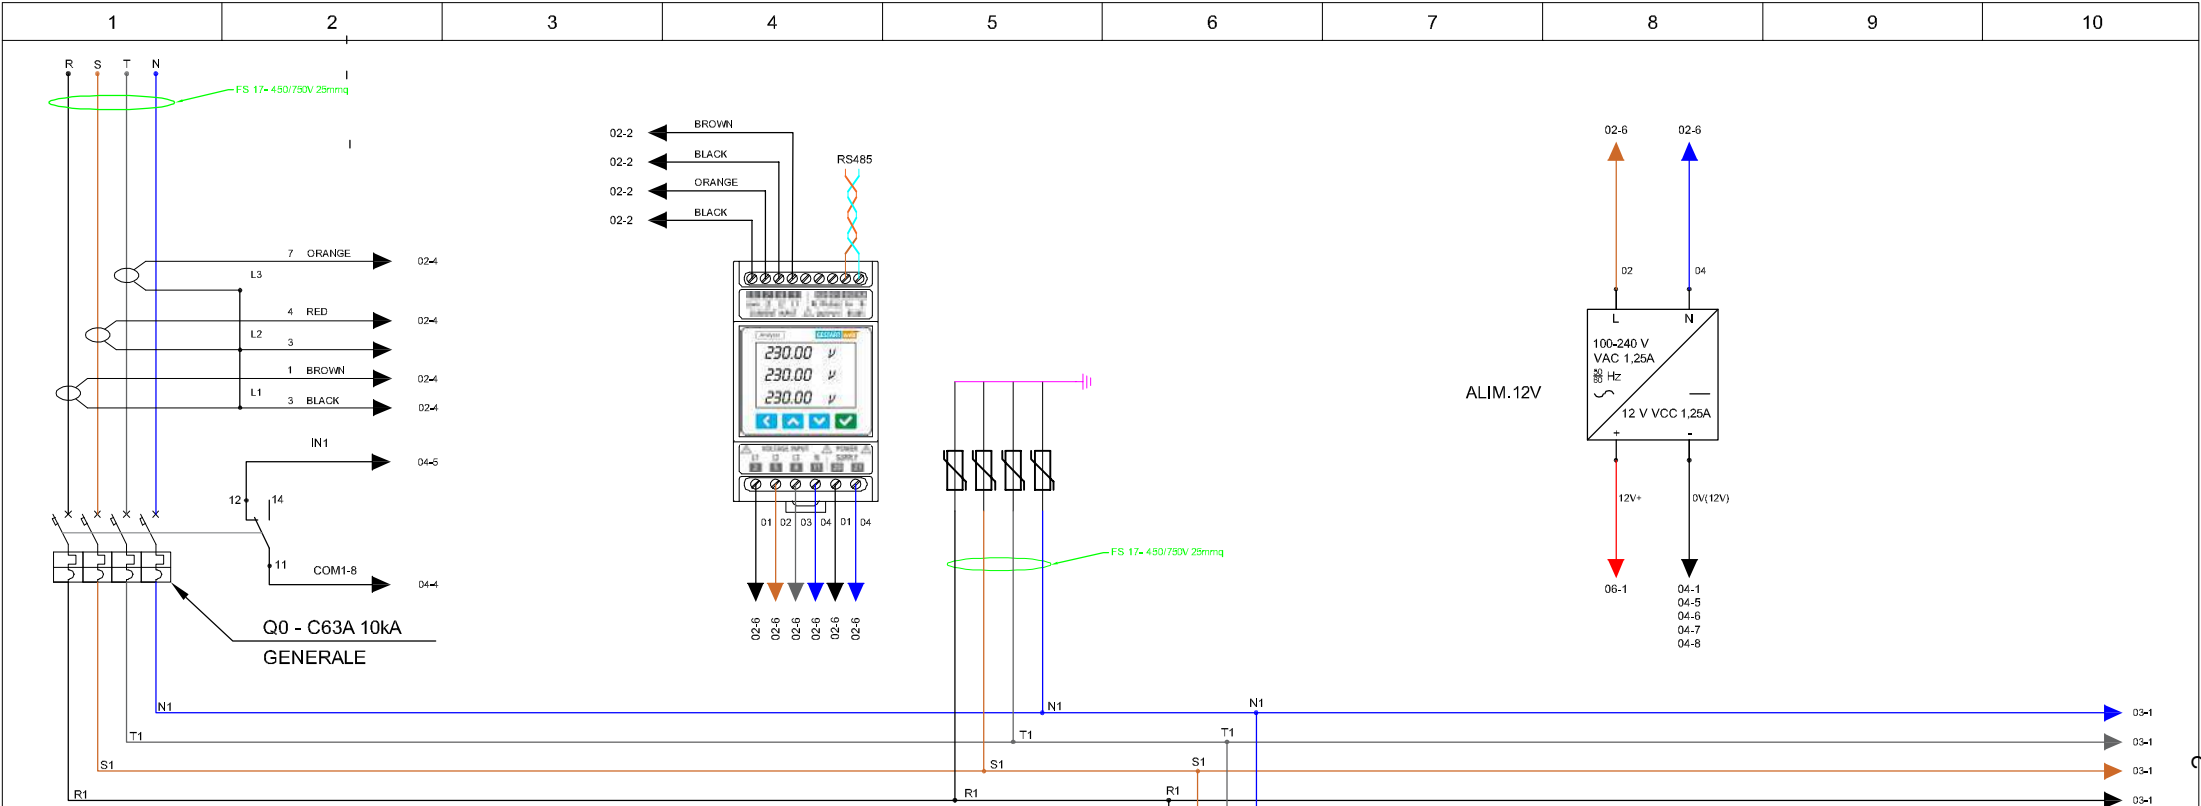 1 2 3 4 5 6 7 8 9 10
R S T N
FS 17- 450/750V 25mmq
7 ORANGE 02-4
L3
4 RED 02-4
L2
3
1 BROWN 02-4
L1
3 BLACK 02-4
IN1
04-5
12 14
11
COM1-8
04-4
Q0 - C63A 10kA
GENERALE
02-2 BROWN
02-2 BLACK
02-2 ORANGE
02-2 BLACK
RS485
230.00
230.00
230.00
VOLTAGE INPUT POWER SUPPLY
L1 L2 L3 N
01 02 03 04 01 04
02-6 02-6 02-6 02-6 02-6 02-6
FS 17- 450/750V 25mmq
ALIM.12V
02-6 02-6
02 04
L N
100-240 V
VAC 1,25A
Hz
12 V VCC 1,25A
+ -
12V+ 0V(12V)
06-1 04-1
04-5
04-6
04-7
04-8
N1 N1 N1 03-1
T1 T1 T1 03-1
S1 S1 S1 03-1
R1 R1 R1 03-1